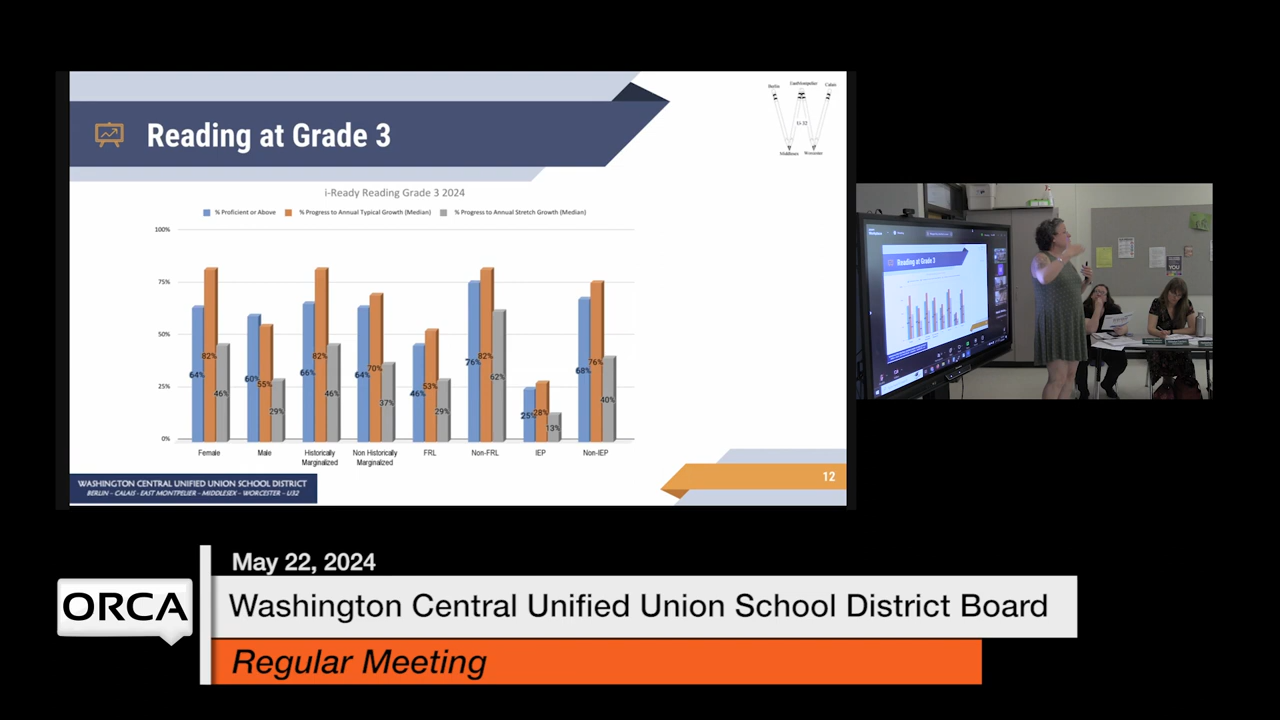 Reading at Grade 3
Berlin
East Montpelier
Calais
U-32
Middlesex
Worcester
i-Ready Reading Grade 3 2024
% Proficient or Above
% Progress to Annual Typical Growth (Median)
% Progress to Annual Stretch Growth (Median)
100%
75%
50%
25%
0%
64% 82% 46%
60% 55% 29%
66% 82% 46%
64% 70% 37%
46% 53% 29%
76% 82% 62%
25% 28% 13%
68% 76% 40%
Female
Male
Historically
Marginalized
Non Historically
Marginalized
FRL
Non-FRL
IEP
Non-IEP
WASHINGTON CENTRAL UNIFIED UNION SCHOOL DISTRICT
BERLIN - CALAIS - EAST MONTPELIER - MIDDLESEX - WORCESTER - U32
12
Reading at Grade 3
YOU
May 22, 2024
ORCA
Washington Central Unified Union School District Board
Regular Meeting